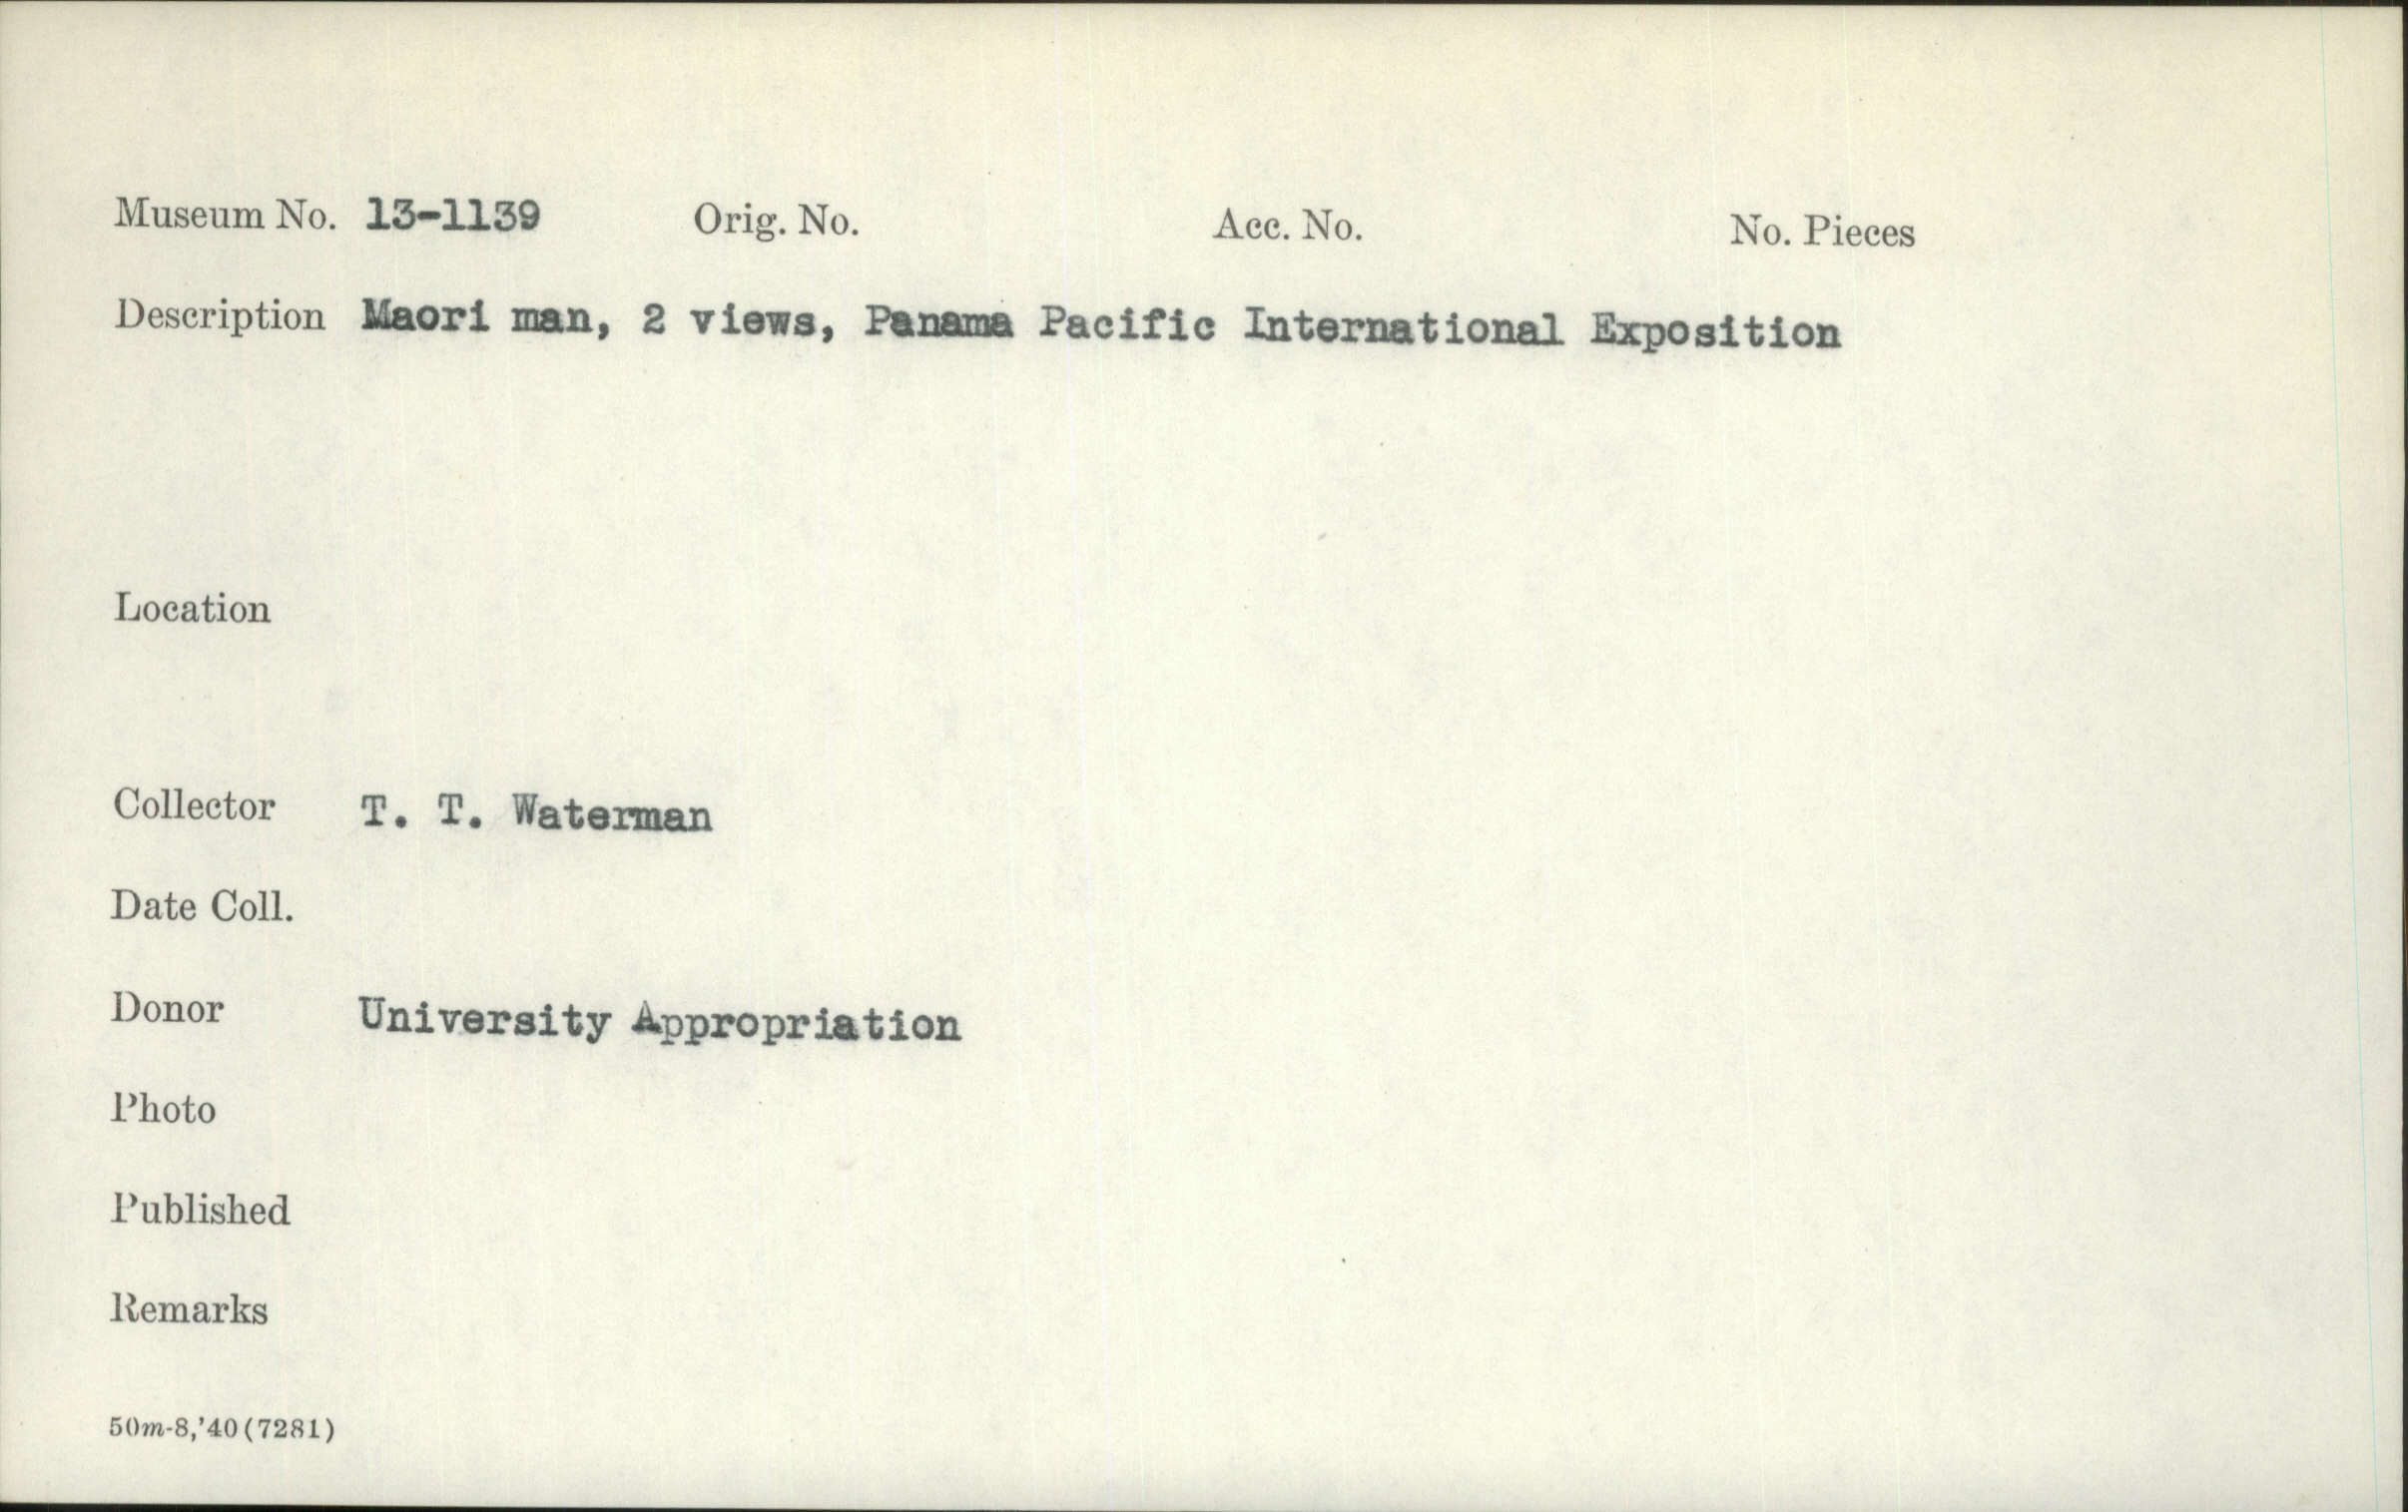 Museum No. 13-1139 Orig. No. Acc. No. No. Pieces
Description Maori man, 2 views, Panama Pacific International Exposition
Location
Collector T. T. Waterman
Date Coll.
Donor University Appropriation
Photo
Published
Remarks
50m-8,'40(7281)